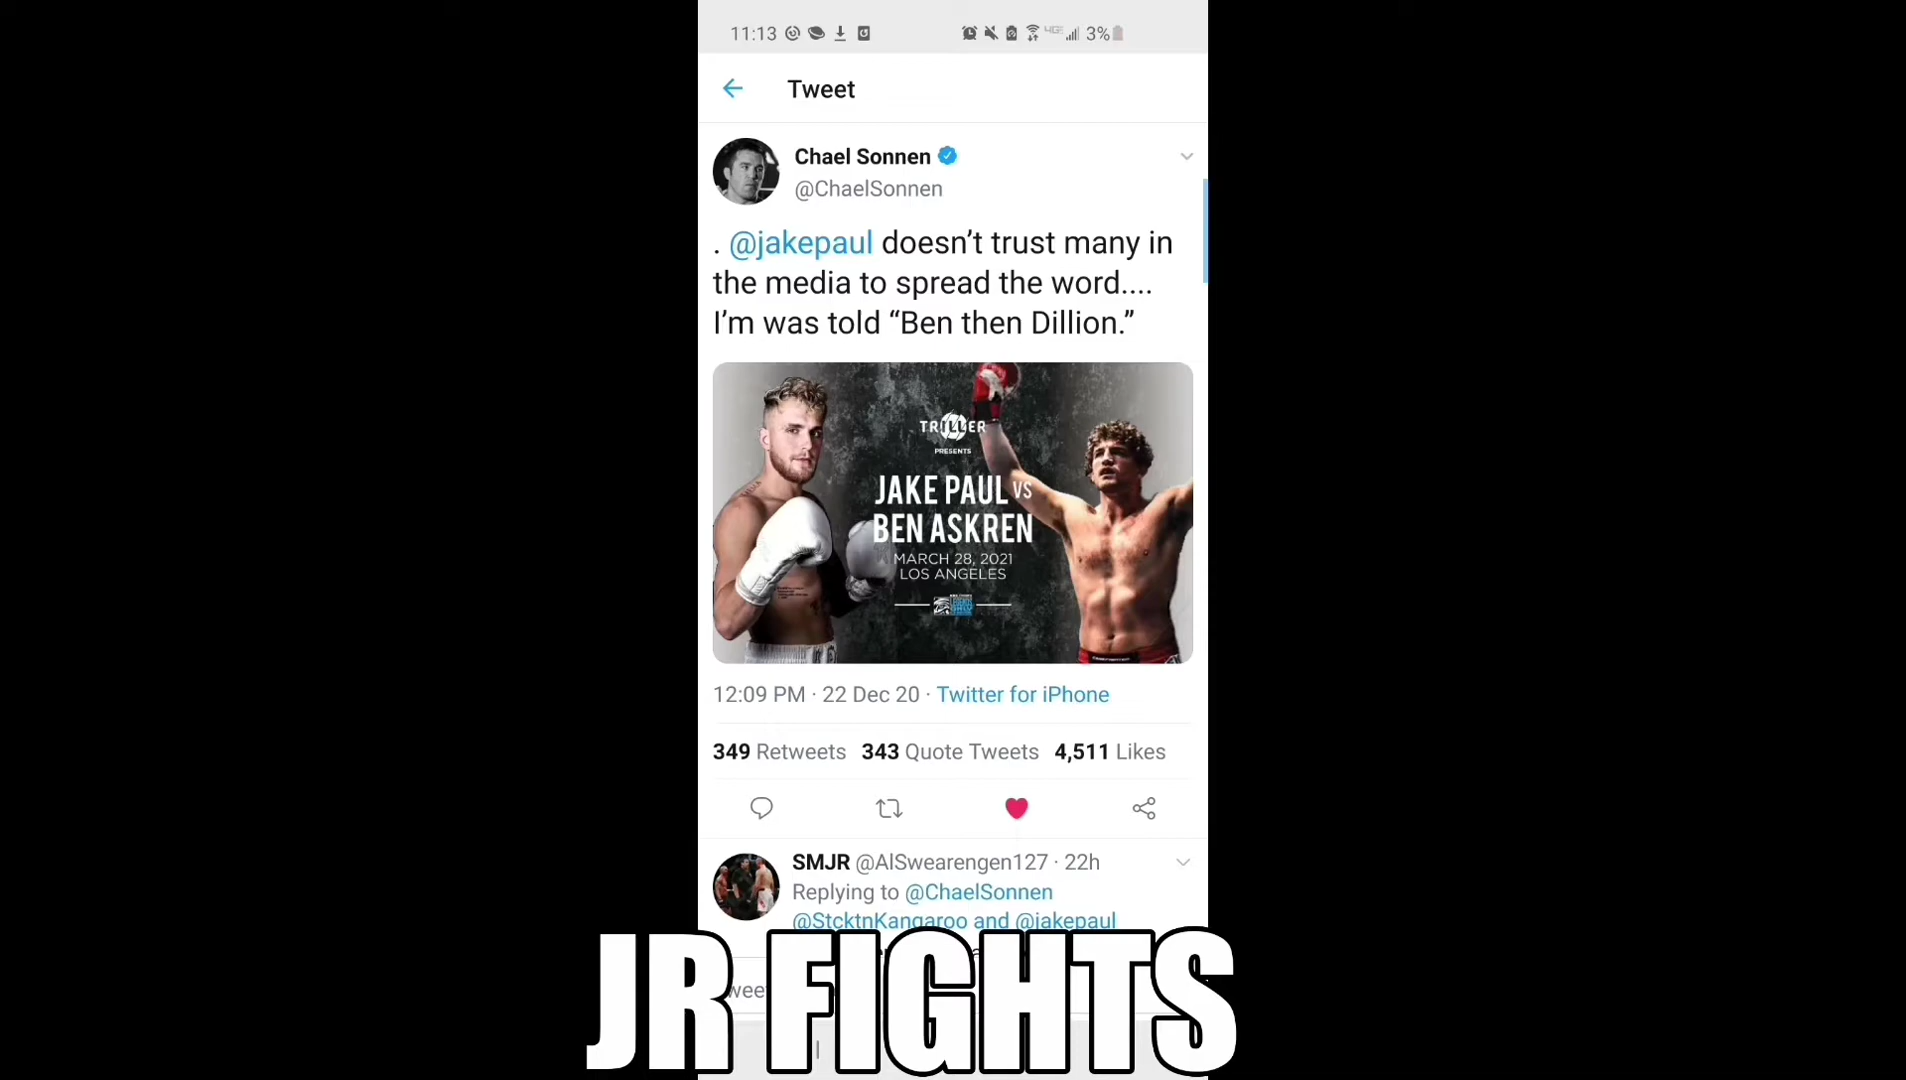 11:13
3%
Tweet
Chael Sonnen
@ChaelSonnen
. @jakepaul doesn’t trust many in
the media to spread the word....
I’m was told “Ben then Dillion.”
TRILLER
PRESENTS
JAKE PAUL VS
BEN ASKREN
MARCH 28, 2021
LOS ANGELES
12:09 PM · 22 Dec 20 · Twitter for iPhone
349 Retweets 343 Quote Tweets 4,511 Likes
SMJR @AlSwearengen127 · 22h
Replying to @ChaelSonnen
@StcktnKangaroo and @jakepaul
JR FIGHTS